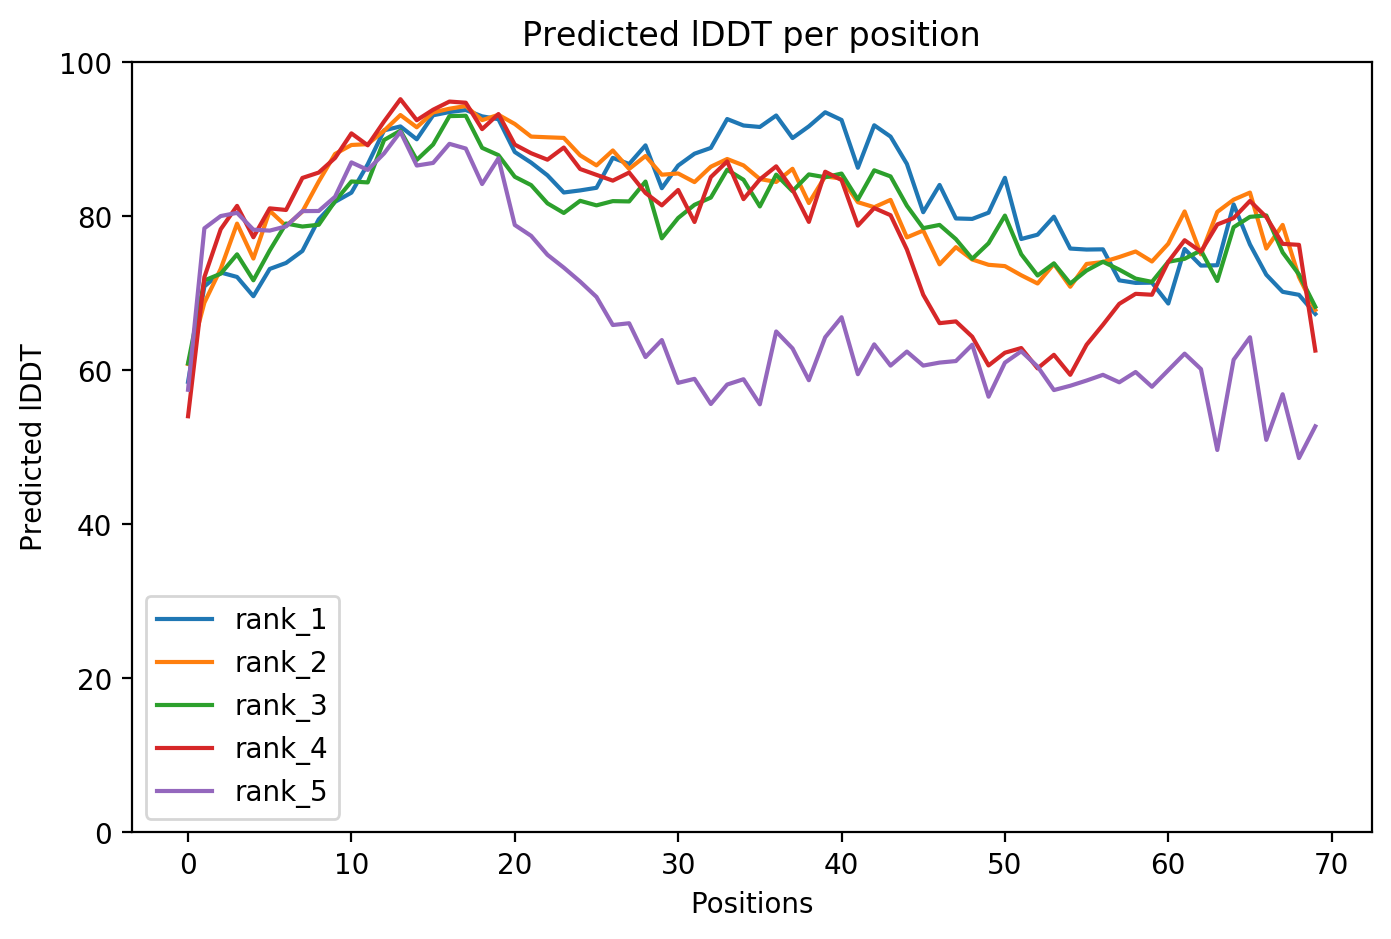 Predicted lDDT per position
100
80
60
40
20
0
Predicted lDDT
rank_1
rank_2
rank_3
rank_4
rank_5
0 10 20 30 40 50 60 70
Positions